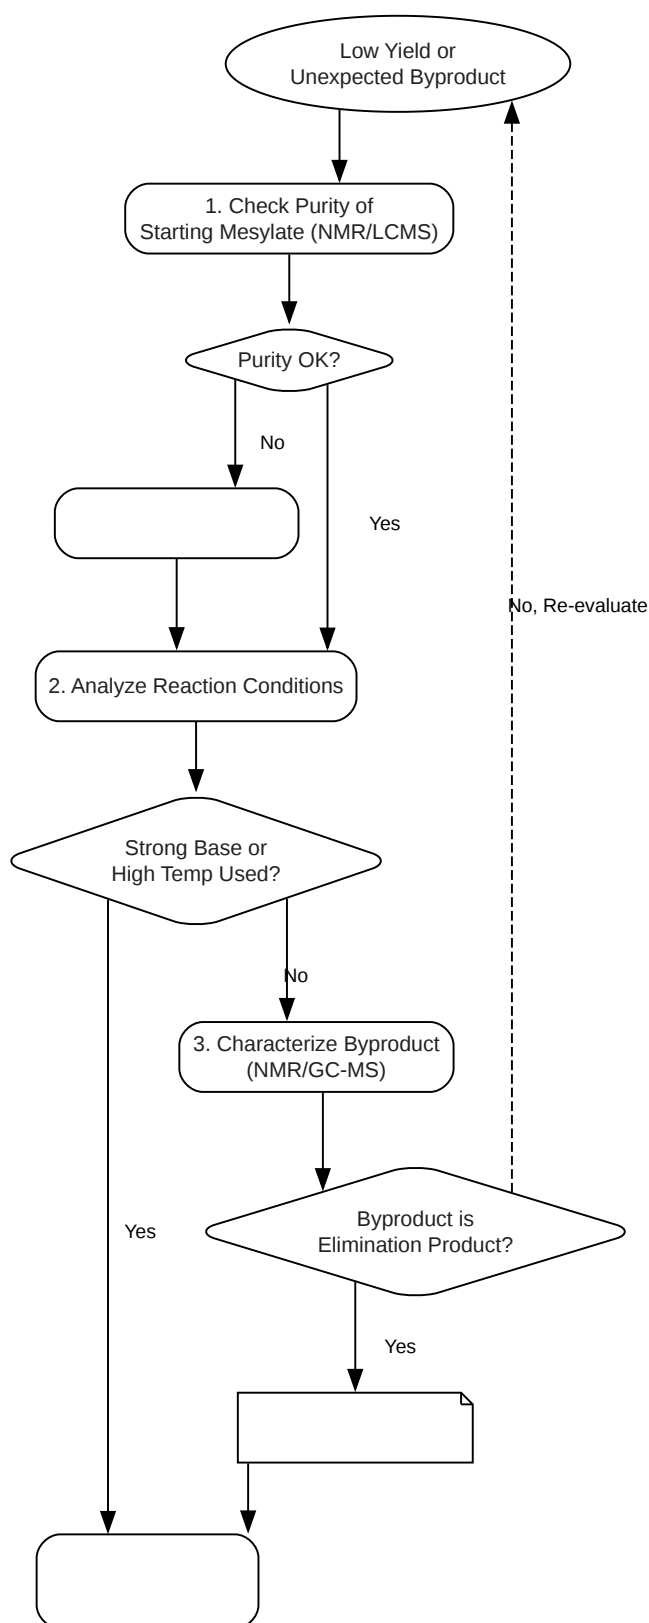 Low Yield or
Unexpected Byproduct
1. Check Purity of
Starting Mesylate (NMR/LCMS)
Purity OK?
No
Yes
No, Re-evaluate
2. Analyze Reaction Conditions
Strong Base or
High Temp Used?
No
3. Characterize Byproduct
(NMR/GC-MS)
Yes
Byproduct is
Elimination Product?
Yes